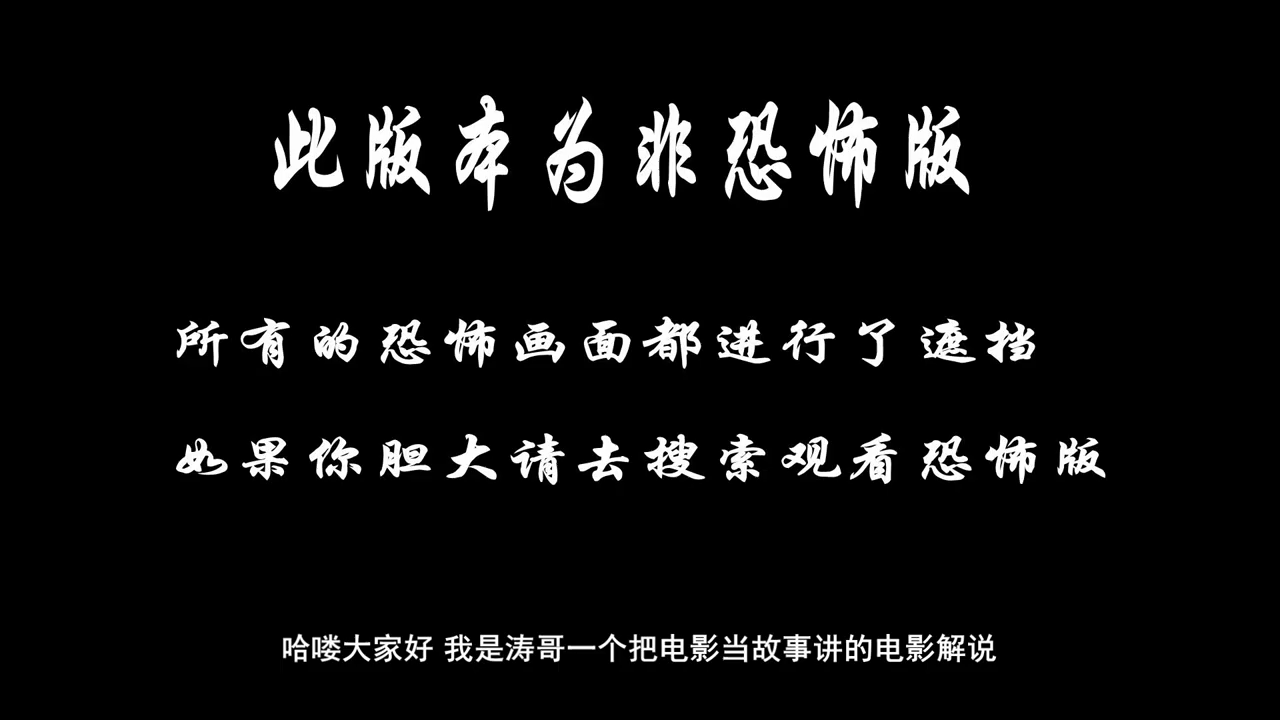 此版本为非恐怖版
所有的恐怖画面都进行了遮挡
如果你胆大请去搜索观看恐怖版
哈喽大家好 我是涛哥一个把电影当故事讲的电影解说